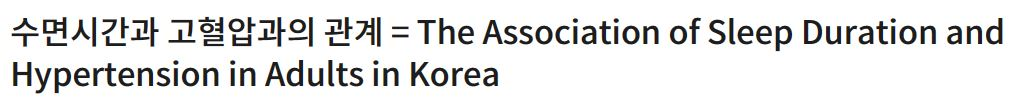 수면시간과 고혈압과의 관계 = The Association of Sleep Duration and
Hypertension in Adults in Korea